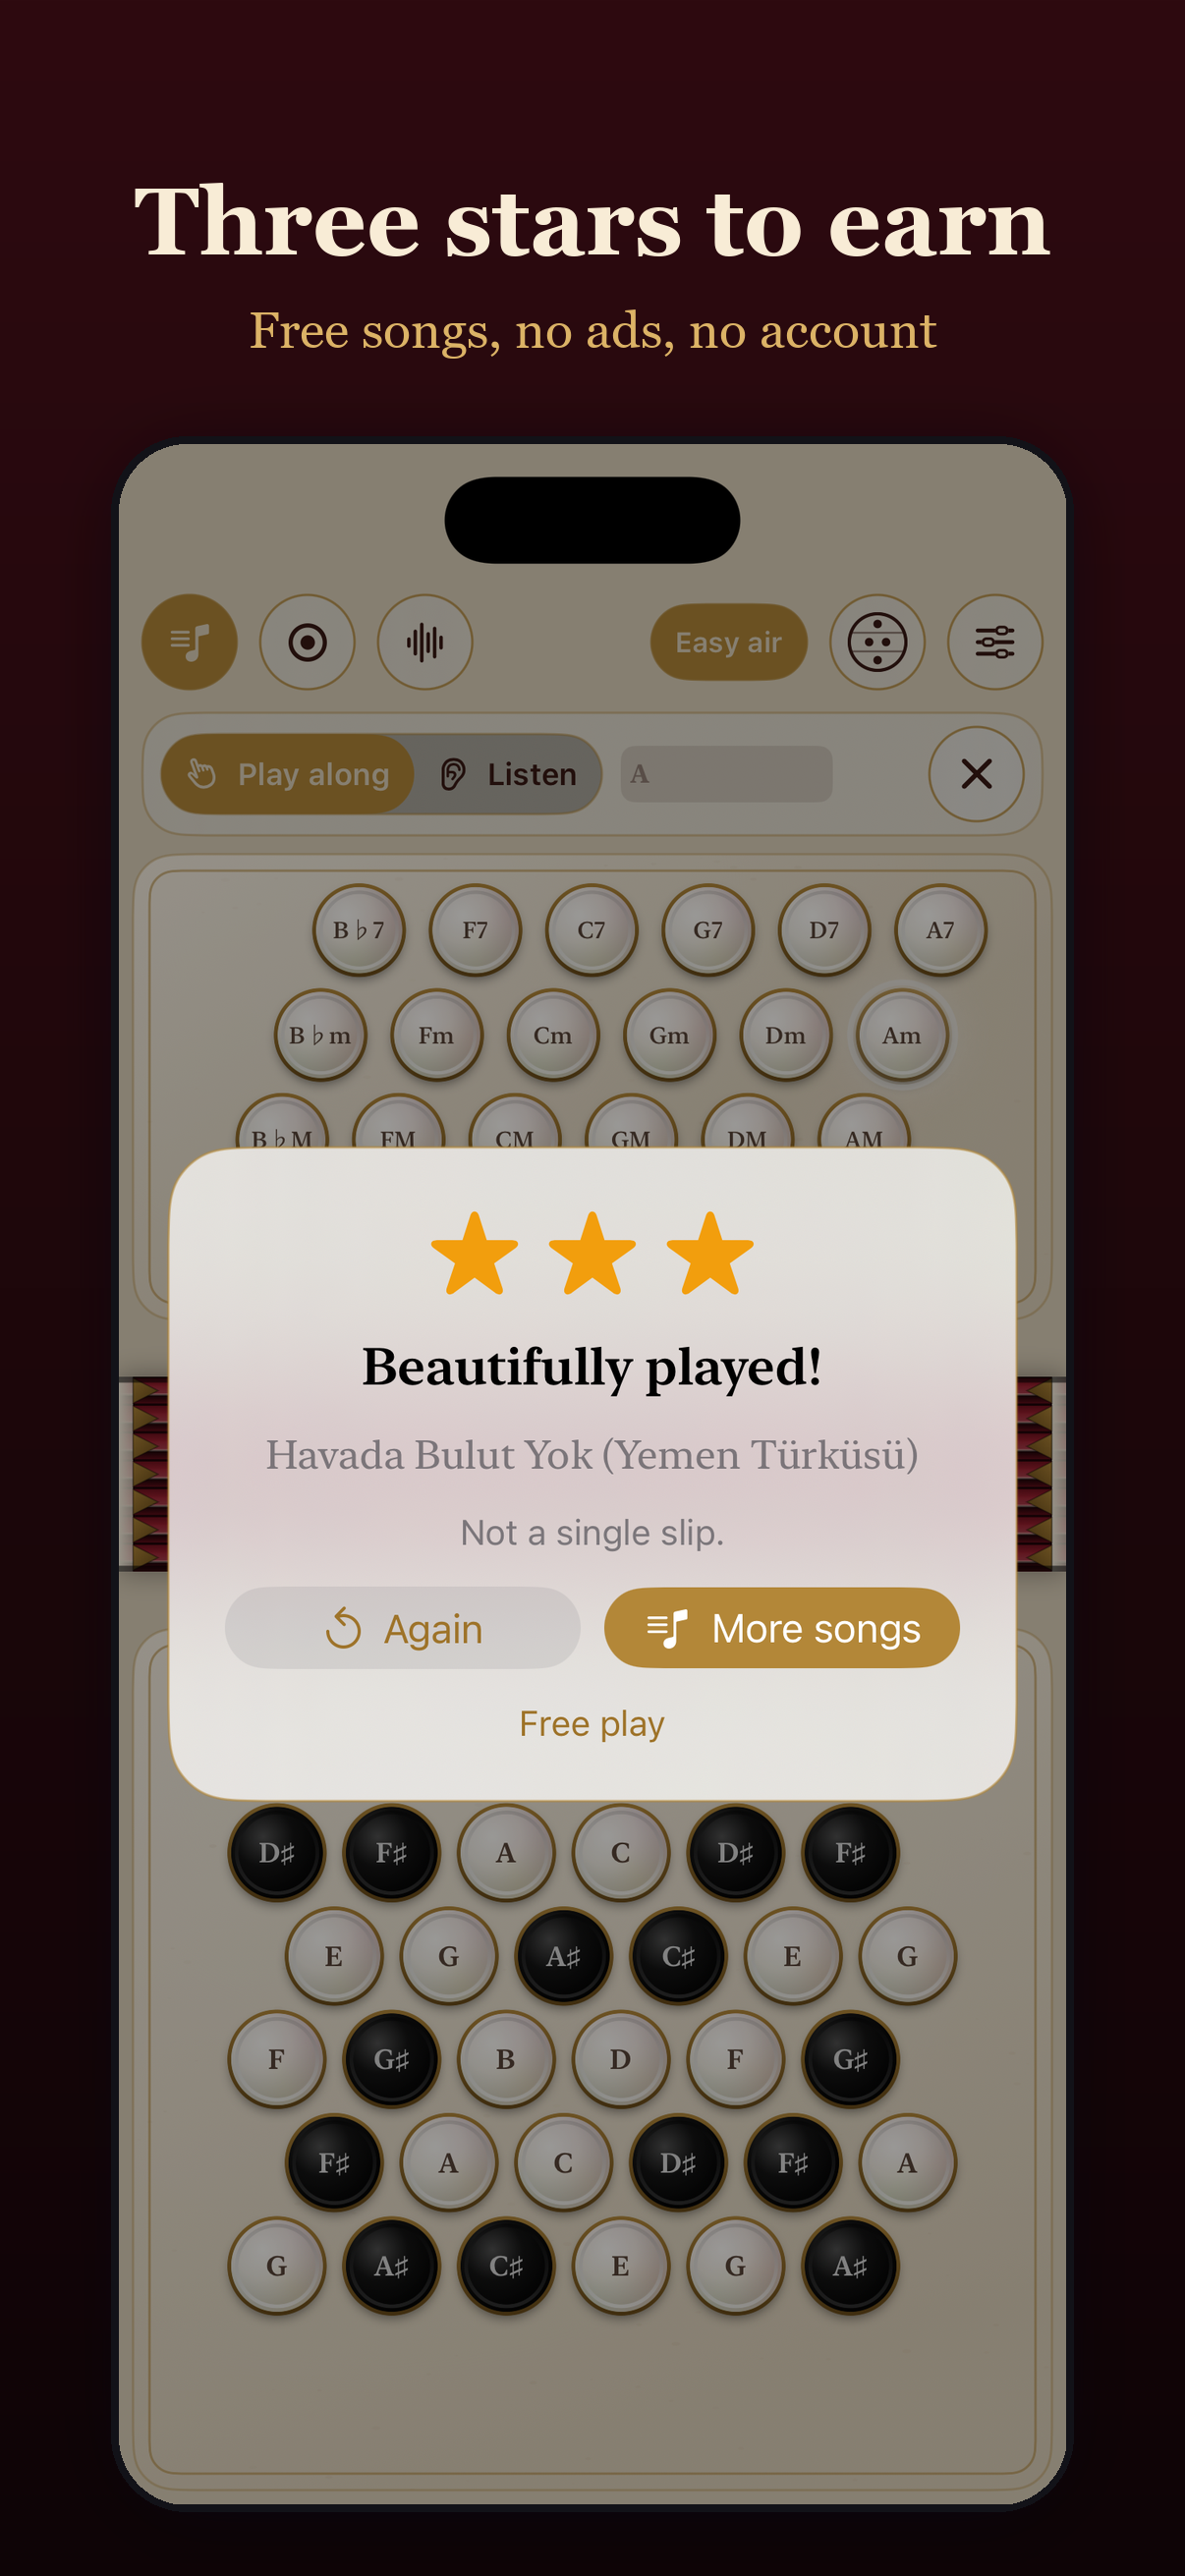 Three stars to earn
Free songs, no ads, no account
Easy air
Play along Listen A
B♭7 F7 C7 G7 D7 A7
B♭m Fm Cm Gm Dm Am
B♭M FM CM GM DM AM
Beautifully played!
Havada Bulut Yok (Yemen Türküsü)
Not a single slip.
Again More songs
Free play
D♯ F♯ A C D♯ F♯
E G A♯ C♯ E G
F G♯ B D F G♯
F♯ A C D♯ F♯ A
G A♯ C♯ E G A♯